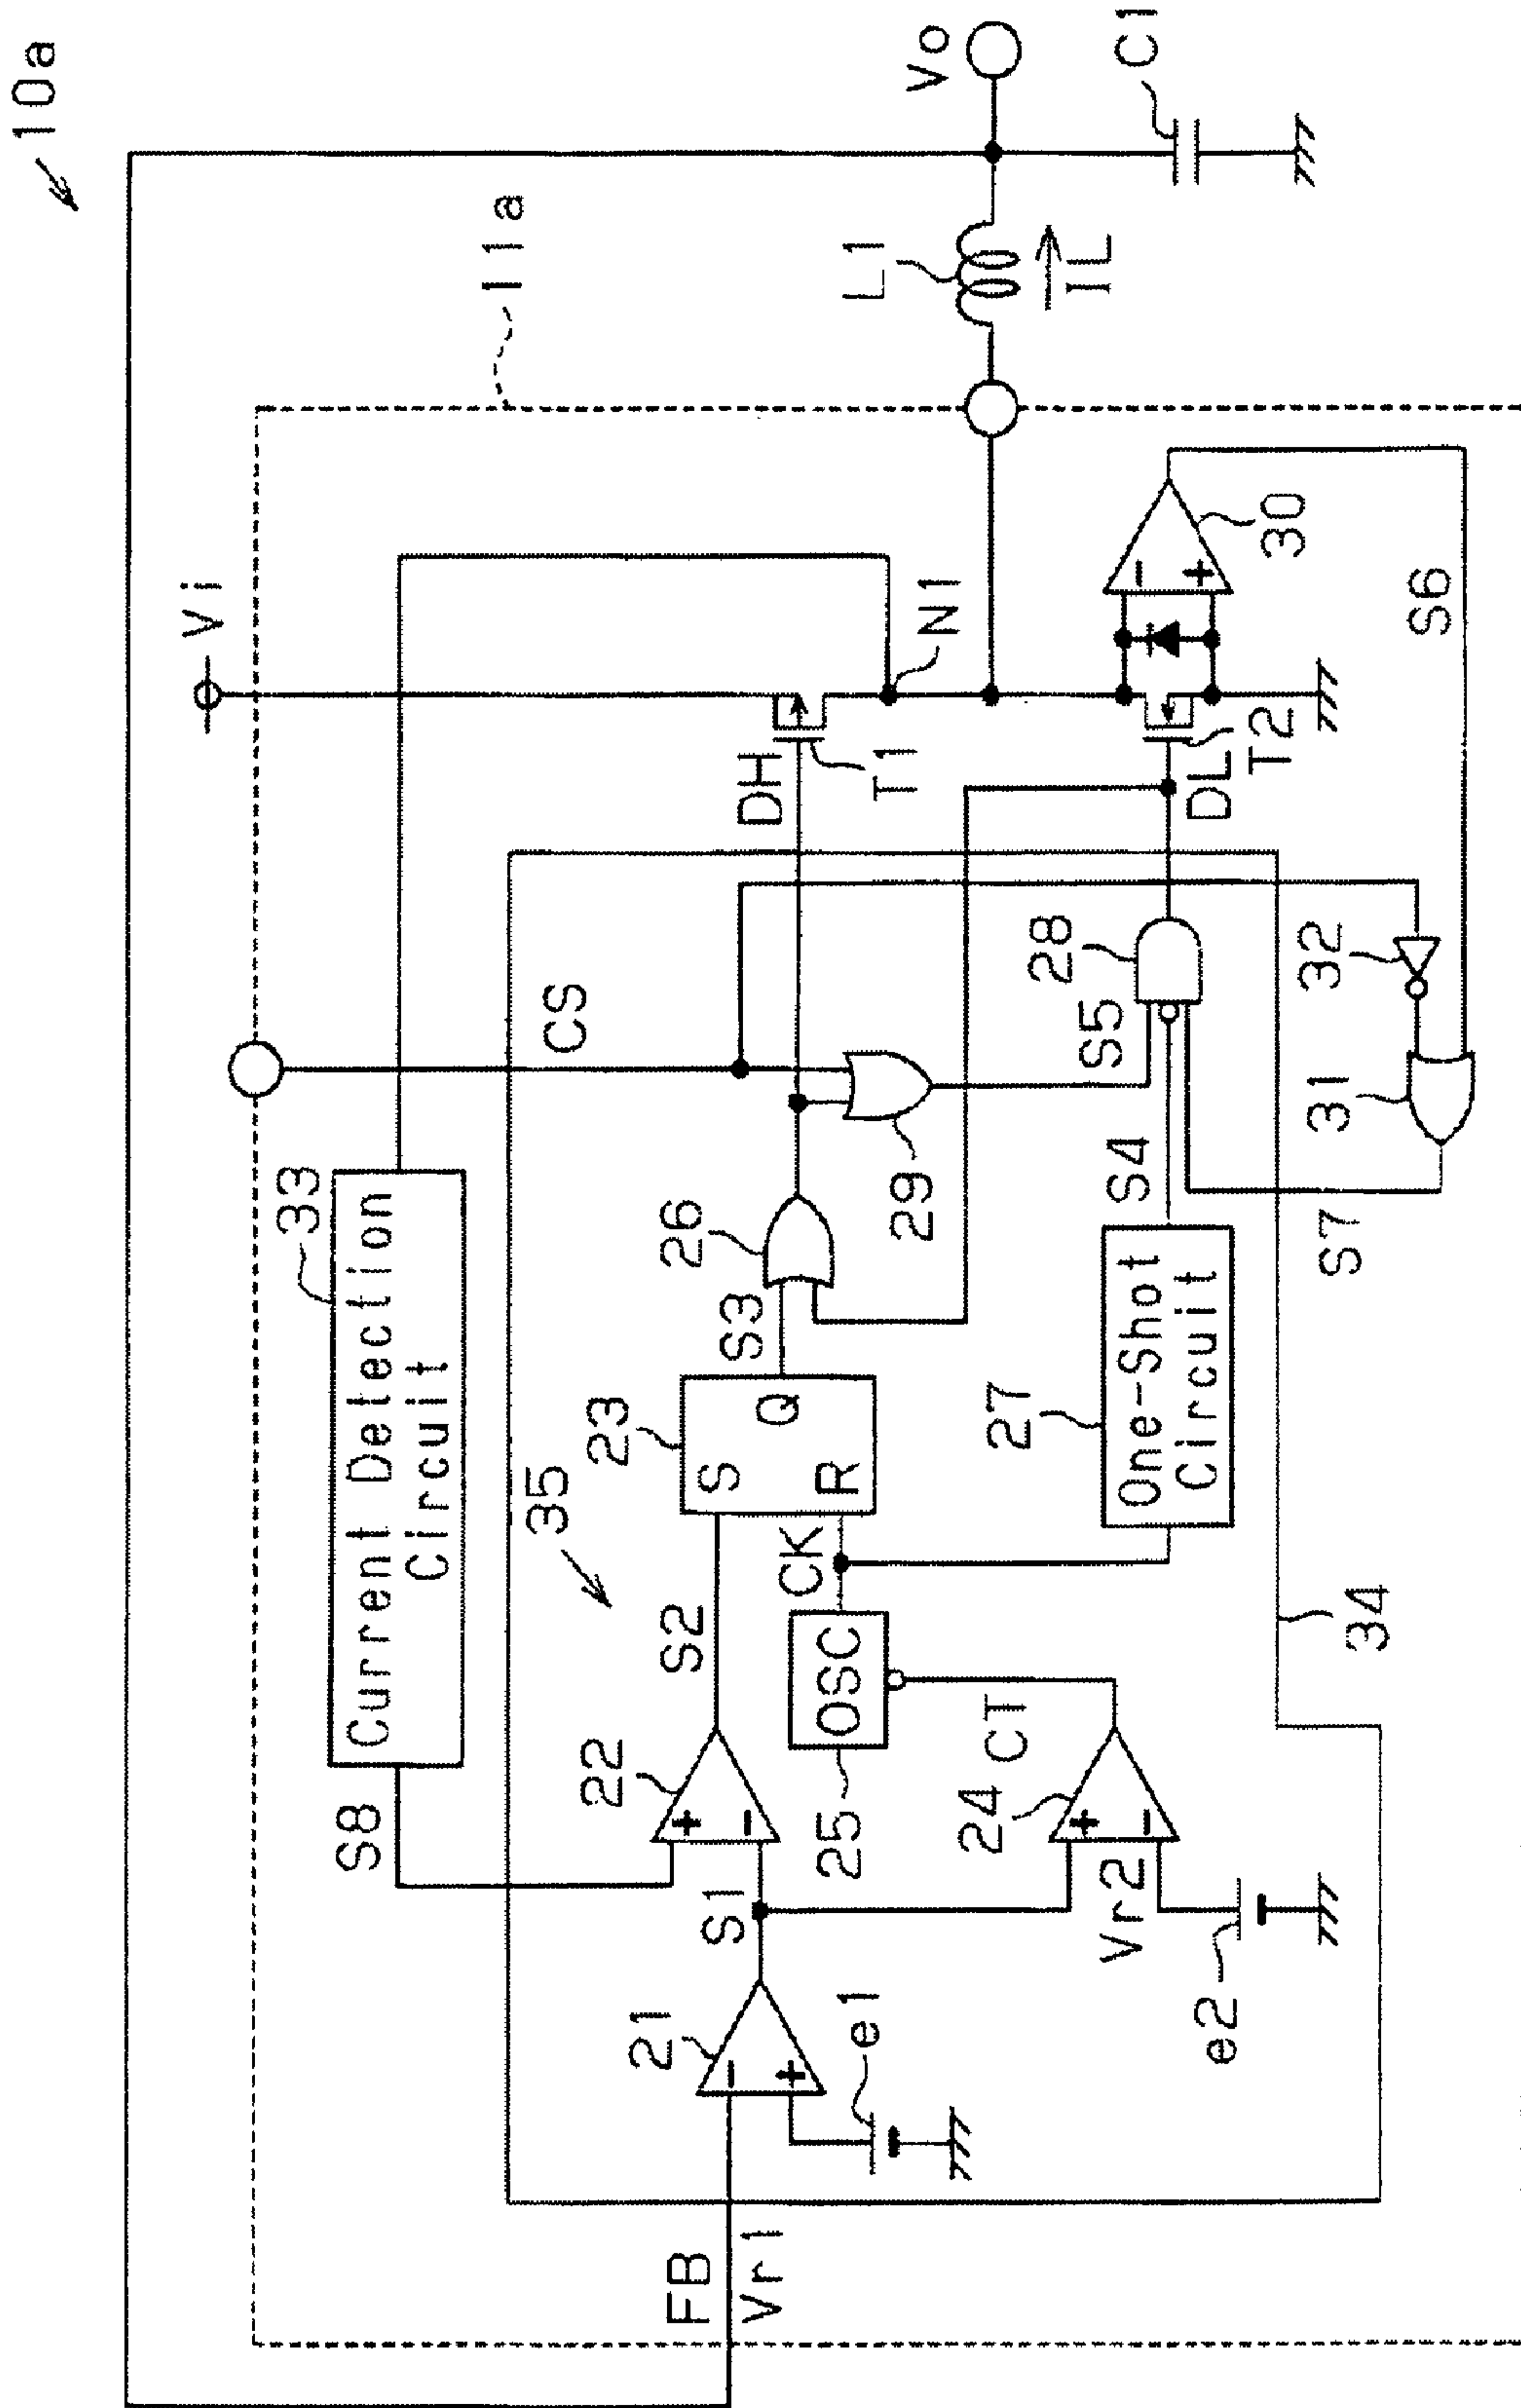 10a
11a
Vi
Vo
C1
L1
IL
33
Current Detection
Circuit
S8
CS
DH
T1
N1
DL
T2
30
S6
35
22
S2
23
S
Q
R
S3
26
29
28
S5
32
31
S4
S7
CK
27
One-Shot
Circuit
OSC
25
CT
24
34
S1
Vr2
e2
21
e1
FB
Vr1